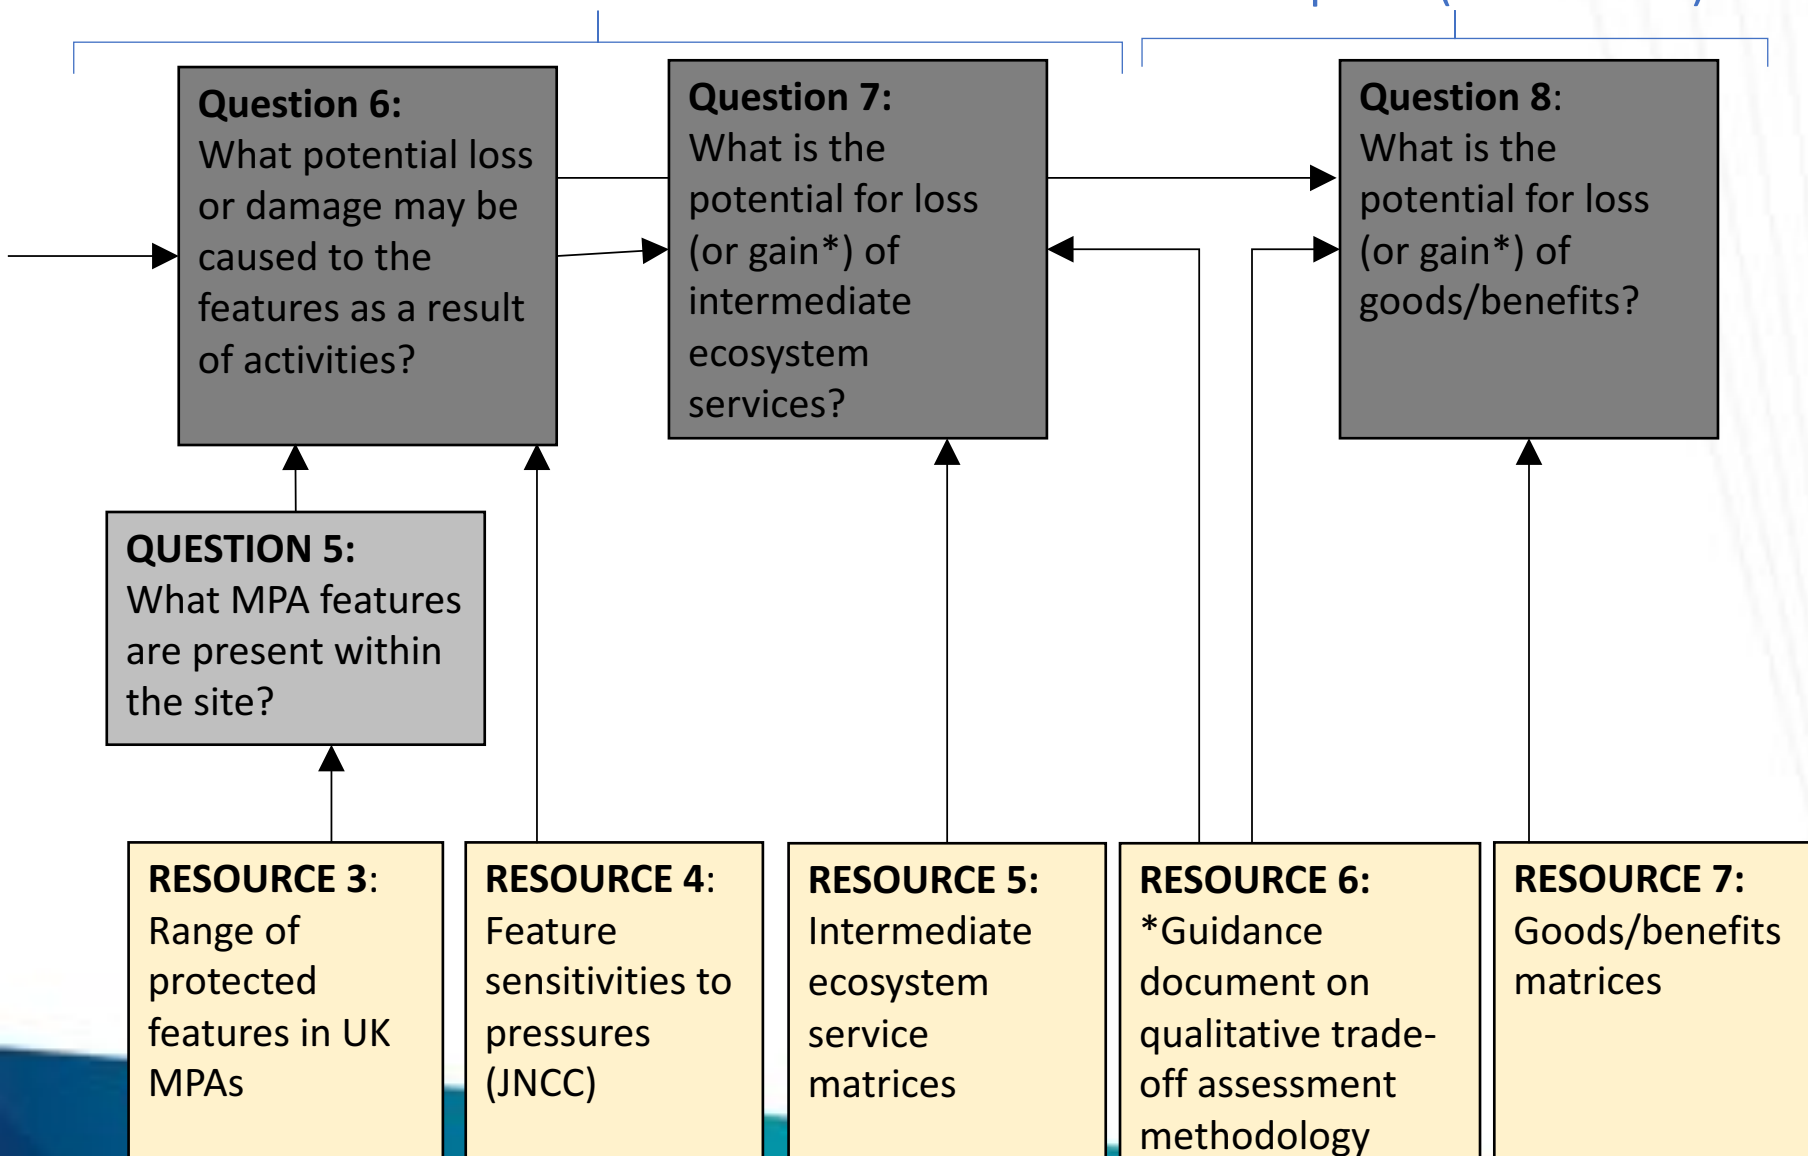 Question 6:
What potential loss
or damage may be
caused to the
features as a result
of activities?
Question 7:
What is the
potential for loss
(or gain*) of
intermediate
ecosystem
services?
Question 8:
What is the
potential for loss
(or gain*) of
goods/benefits?
QUESTION 5:
What MPA features
are present within
the site?
RESOURCE 3:
Range of
protected
features in UK
MPAs
RESOURCE 4:
Feature
sensitivities to
pressures
(JNCC)
RESOURCE 5:
Intermediate
ecosystem
service
matrices
RESOURCE 6:
*Guidance
document on
qualitative trade-
off assessment
methodology
RESOURCE 7:
Goods/benefits
matrices